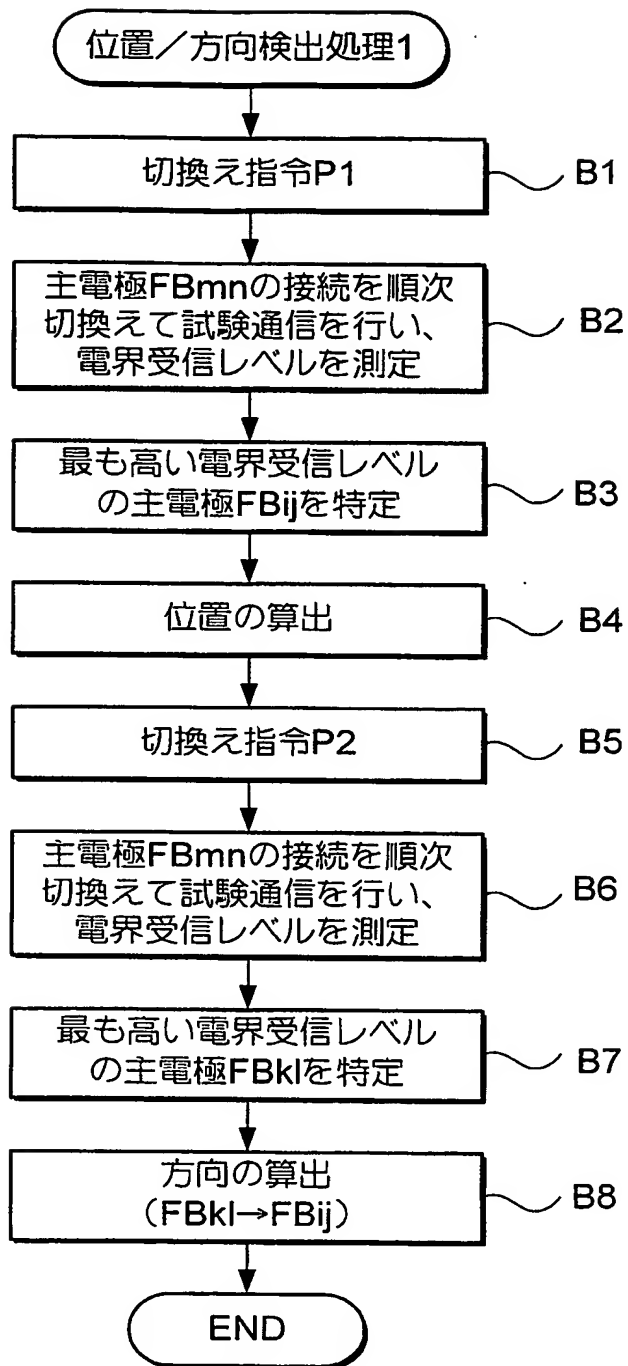 位置／方向検出処理1
切換え指令P1
B1
主電極FBmnの接続を順次
切換えて試験通信を行い、
電界受信レベルを測定
B2
最も高い電界受信レベル
の主電極FBijを特定
B3
位置の算出
B4
切換え指令P2
B5
主電極FBmnの接続を順次
切換えて試験通信を行い、
電界受信レベルを測定
B6
最も高い電界受信レベル
の主電極FBklを特定
B7
方向の算出
（FBkl→FBij）
B8
END